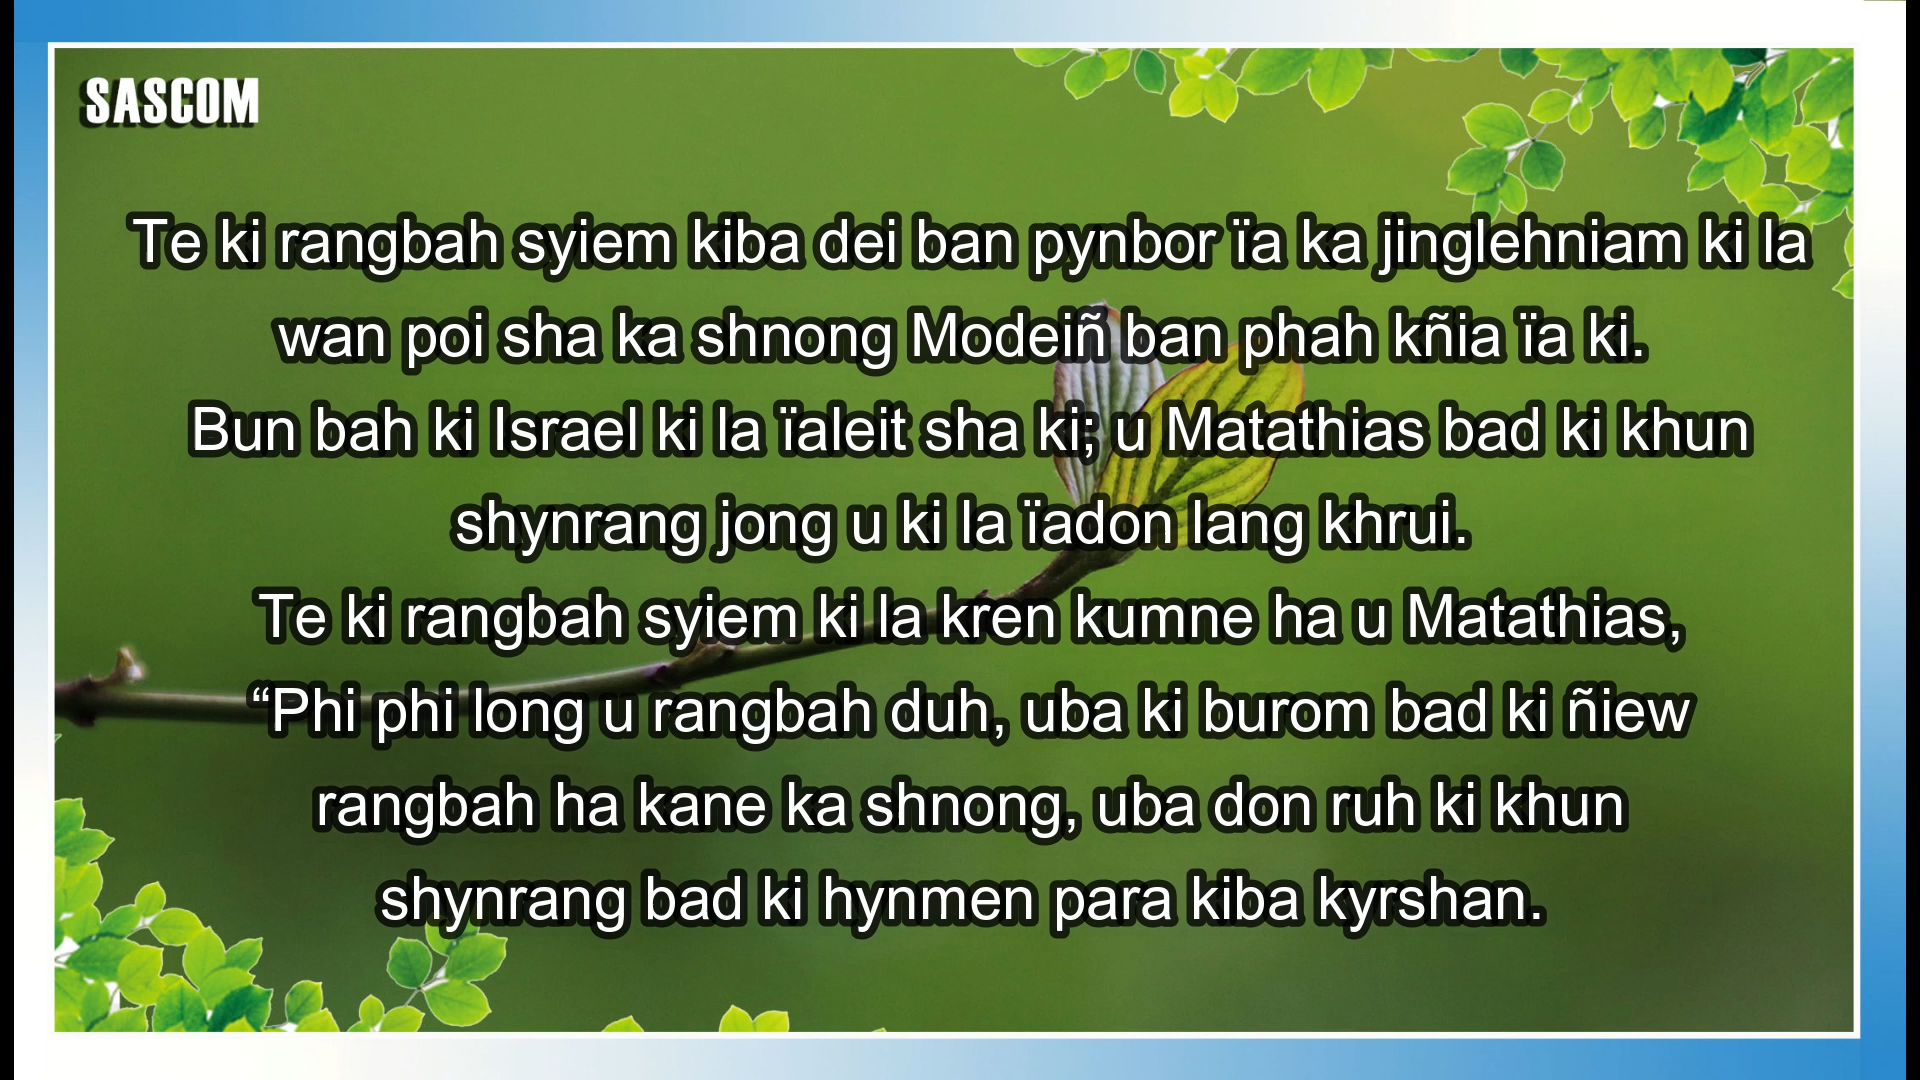 SASCOM
Te ki rangbah syiem kiba dei ban pynbor ïa ka jinglehniam ki la
wan poi sha ka shnong Modeiñ ban phah kñia ïa ki.
Bun bah ki Israel ki la ïaleit sha ki; u Matathias bad ki khun
shynrang jong u ki la ïadon lang khrui.
Te ki rangbah syiem ki la kren kumne ha u Matathias,
“Phi phi long u rangbah duh, uba ki burom bad ki ñiew
rangbah ha kane ka shnong, uba don ruh ki khun
shynrang bad ki hynmen para kiba kyrshan.